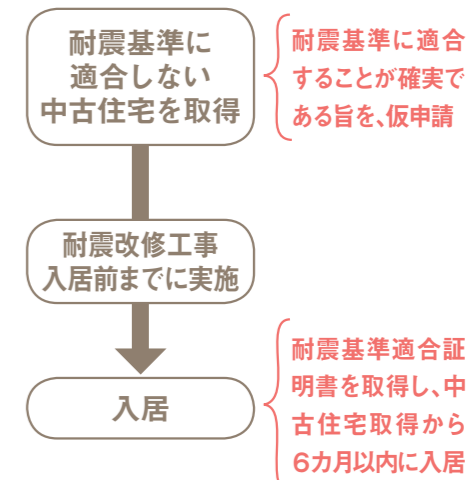 耐震基準に
適合しない
中古住宅を取得
耐震基準に適合
することが確実で
ある旨を、仮申請
耐震改修工事
入居前までに実施
入居
耐震基準適合証
明書を取得し、中
古住宅取得から
6カ月以内に入居